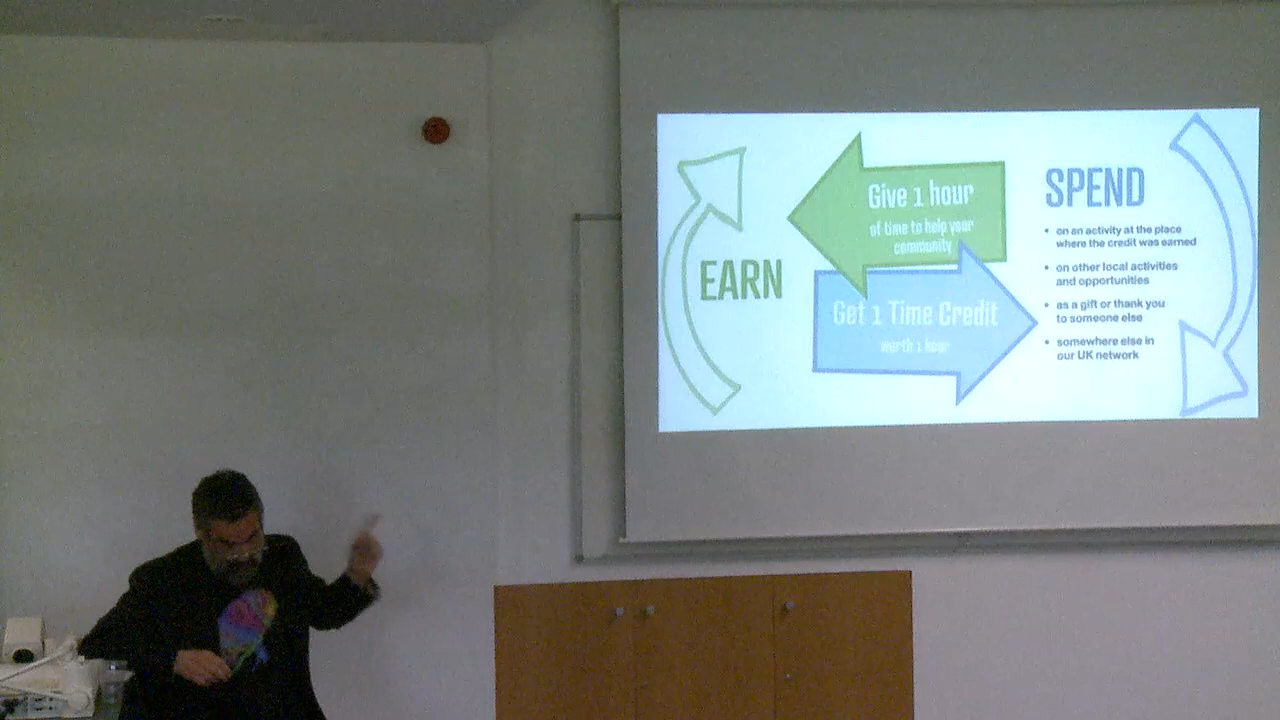 EARN
Give 1 hour
of time to help your
community
Get 1 Time Credit
worth 1 hour
SPEND
• on an activity at the place
where the credit was earned
• on other local activities
and opportunities
• as a gift or thank you
to someone else
• somewhere else in
our UK network